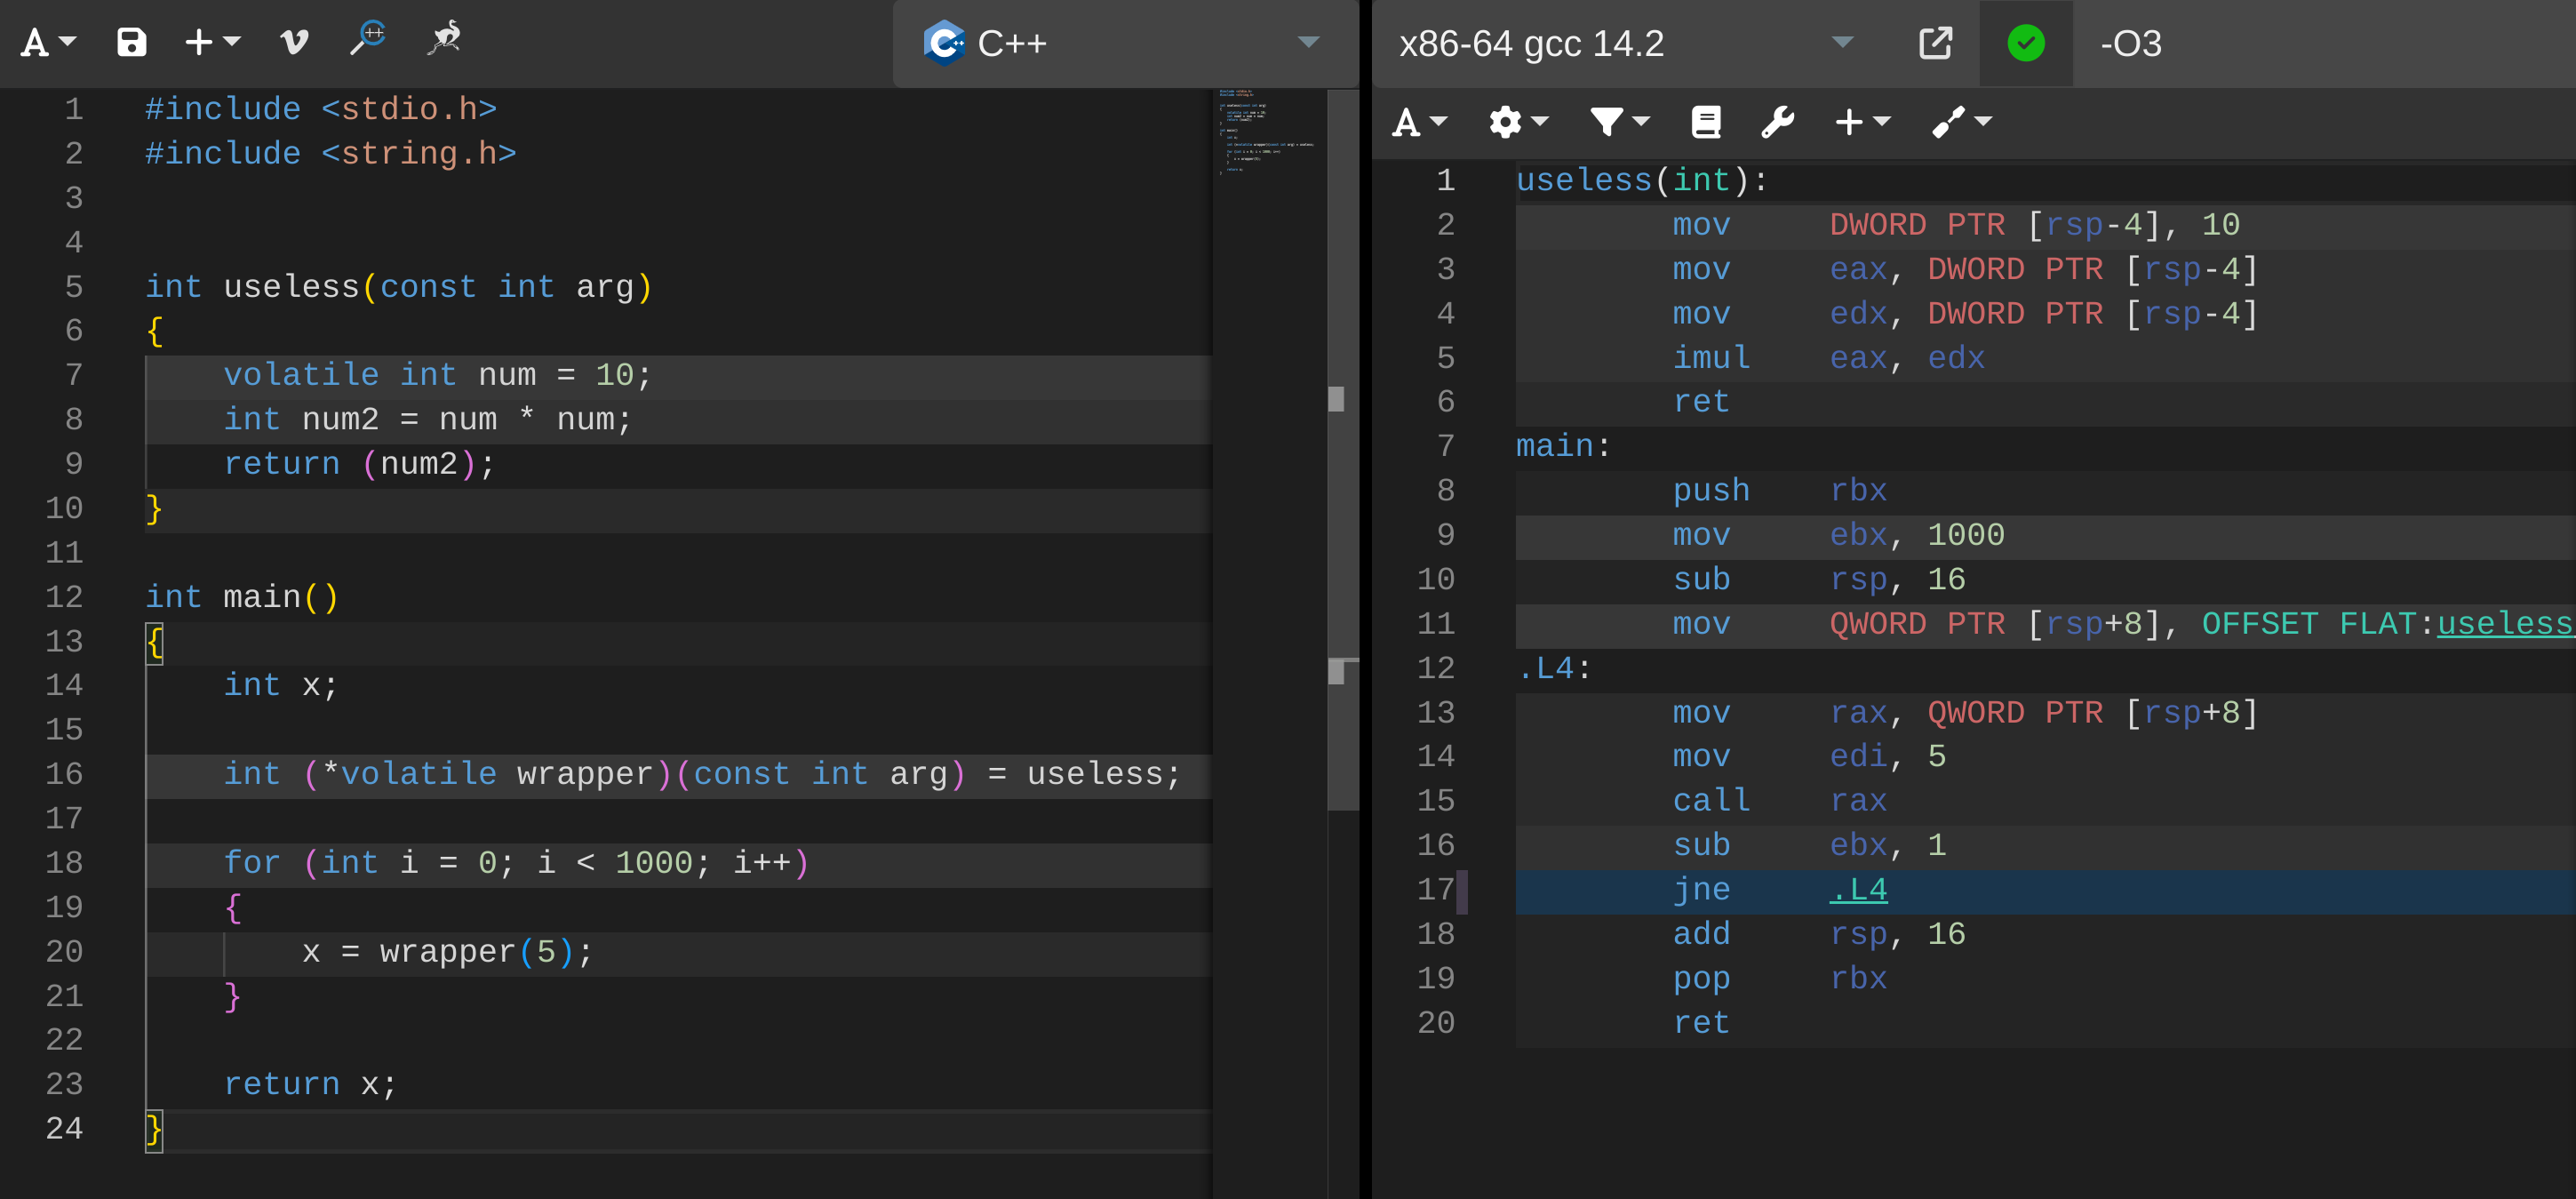 C++
x86-64 gcc 14.2
-O3
1 #include <stdio.h>
2 #include <string.h>
3
4
5 int useless(const int arg)
6 {
7     volatile int num = 10;
8     int num2 = num * num;
9     return (num2);
10 }
11
12 int main()
13 {
14     int x;
15
16     int (*volatile wrapper)(const int arg) = useless;
17
18     for (int i = 0; i < 1000; i++)
19     {
20         x = wrapper(5);
21     }
22
23     return x;
24 }
1 useless(int):
2         mov     DWORD PTR [rsp-4], 10
3         mov     eax, DWORD PTR [rsp-4]
4         mov     edx, DWORD PTR [rsp-4]
5         imul    eax, edx
6         ret
7 main:
8         push    rbx
9         mov     ebx, 1000
10         sub     rsp, 16
11         mov     QWORD PTR [rsp+8], OFFSET FLAT:useless
12 .L4:
13         mov     rax, QWORD PTR [rsp+8]
14         mov     edi, 5
15         call    rax
16         sub     ebx, 1
17         jne     .L4
18         add     rsp, 16
19         pop     rbx
20         ret